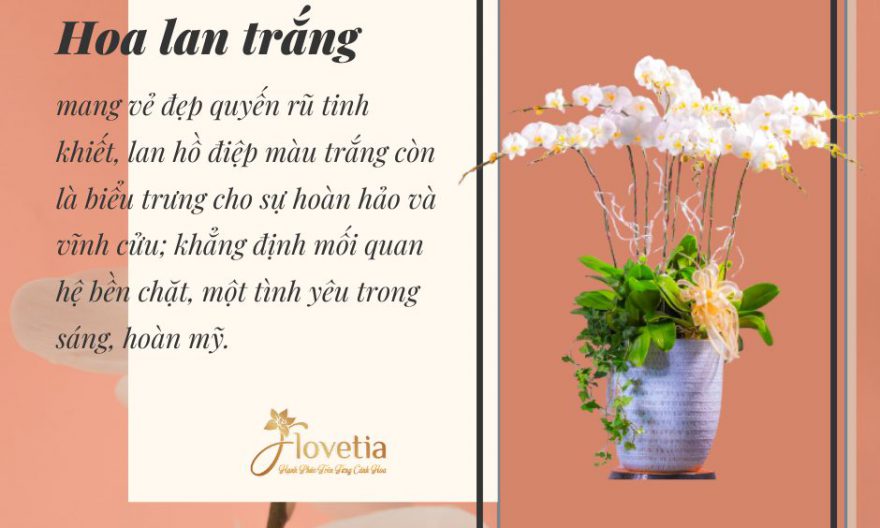 Hoa lan trắng
mang vẻ đẹp quyến rũ tinh
khiết, lan hồ điệp màu trắng còn
là biểu trưng cho sự hoàn hảo và
vĩnh cửu; khẳng định mối quan
hệ bền chặt, một tình yêu trong
sáng, hoàn mỹ.
flovetia
Hạnh Phúc Trên Từng Cánh Hoa